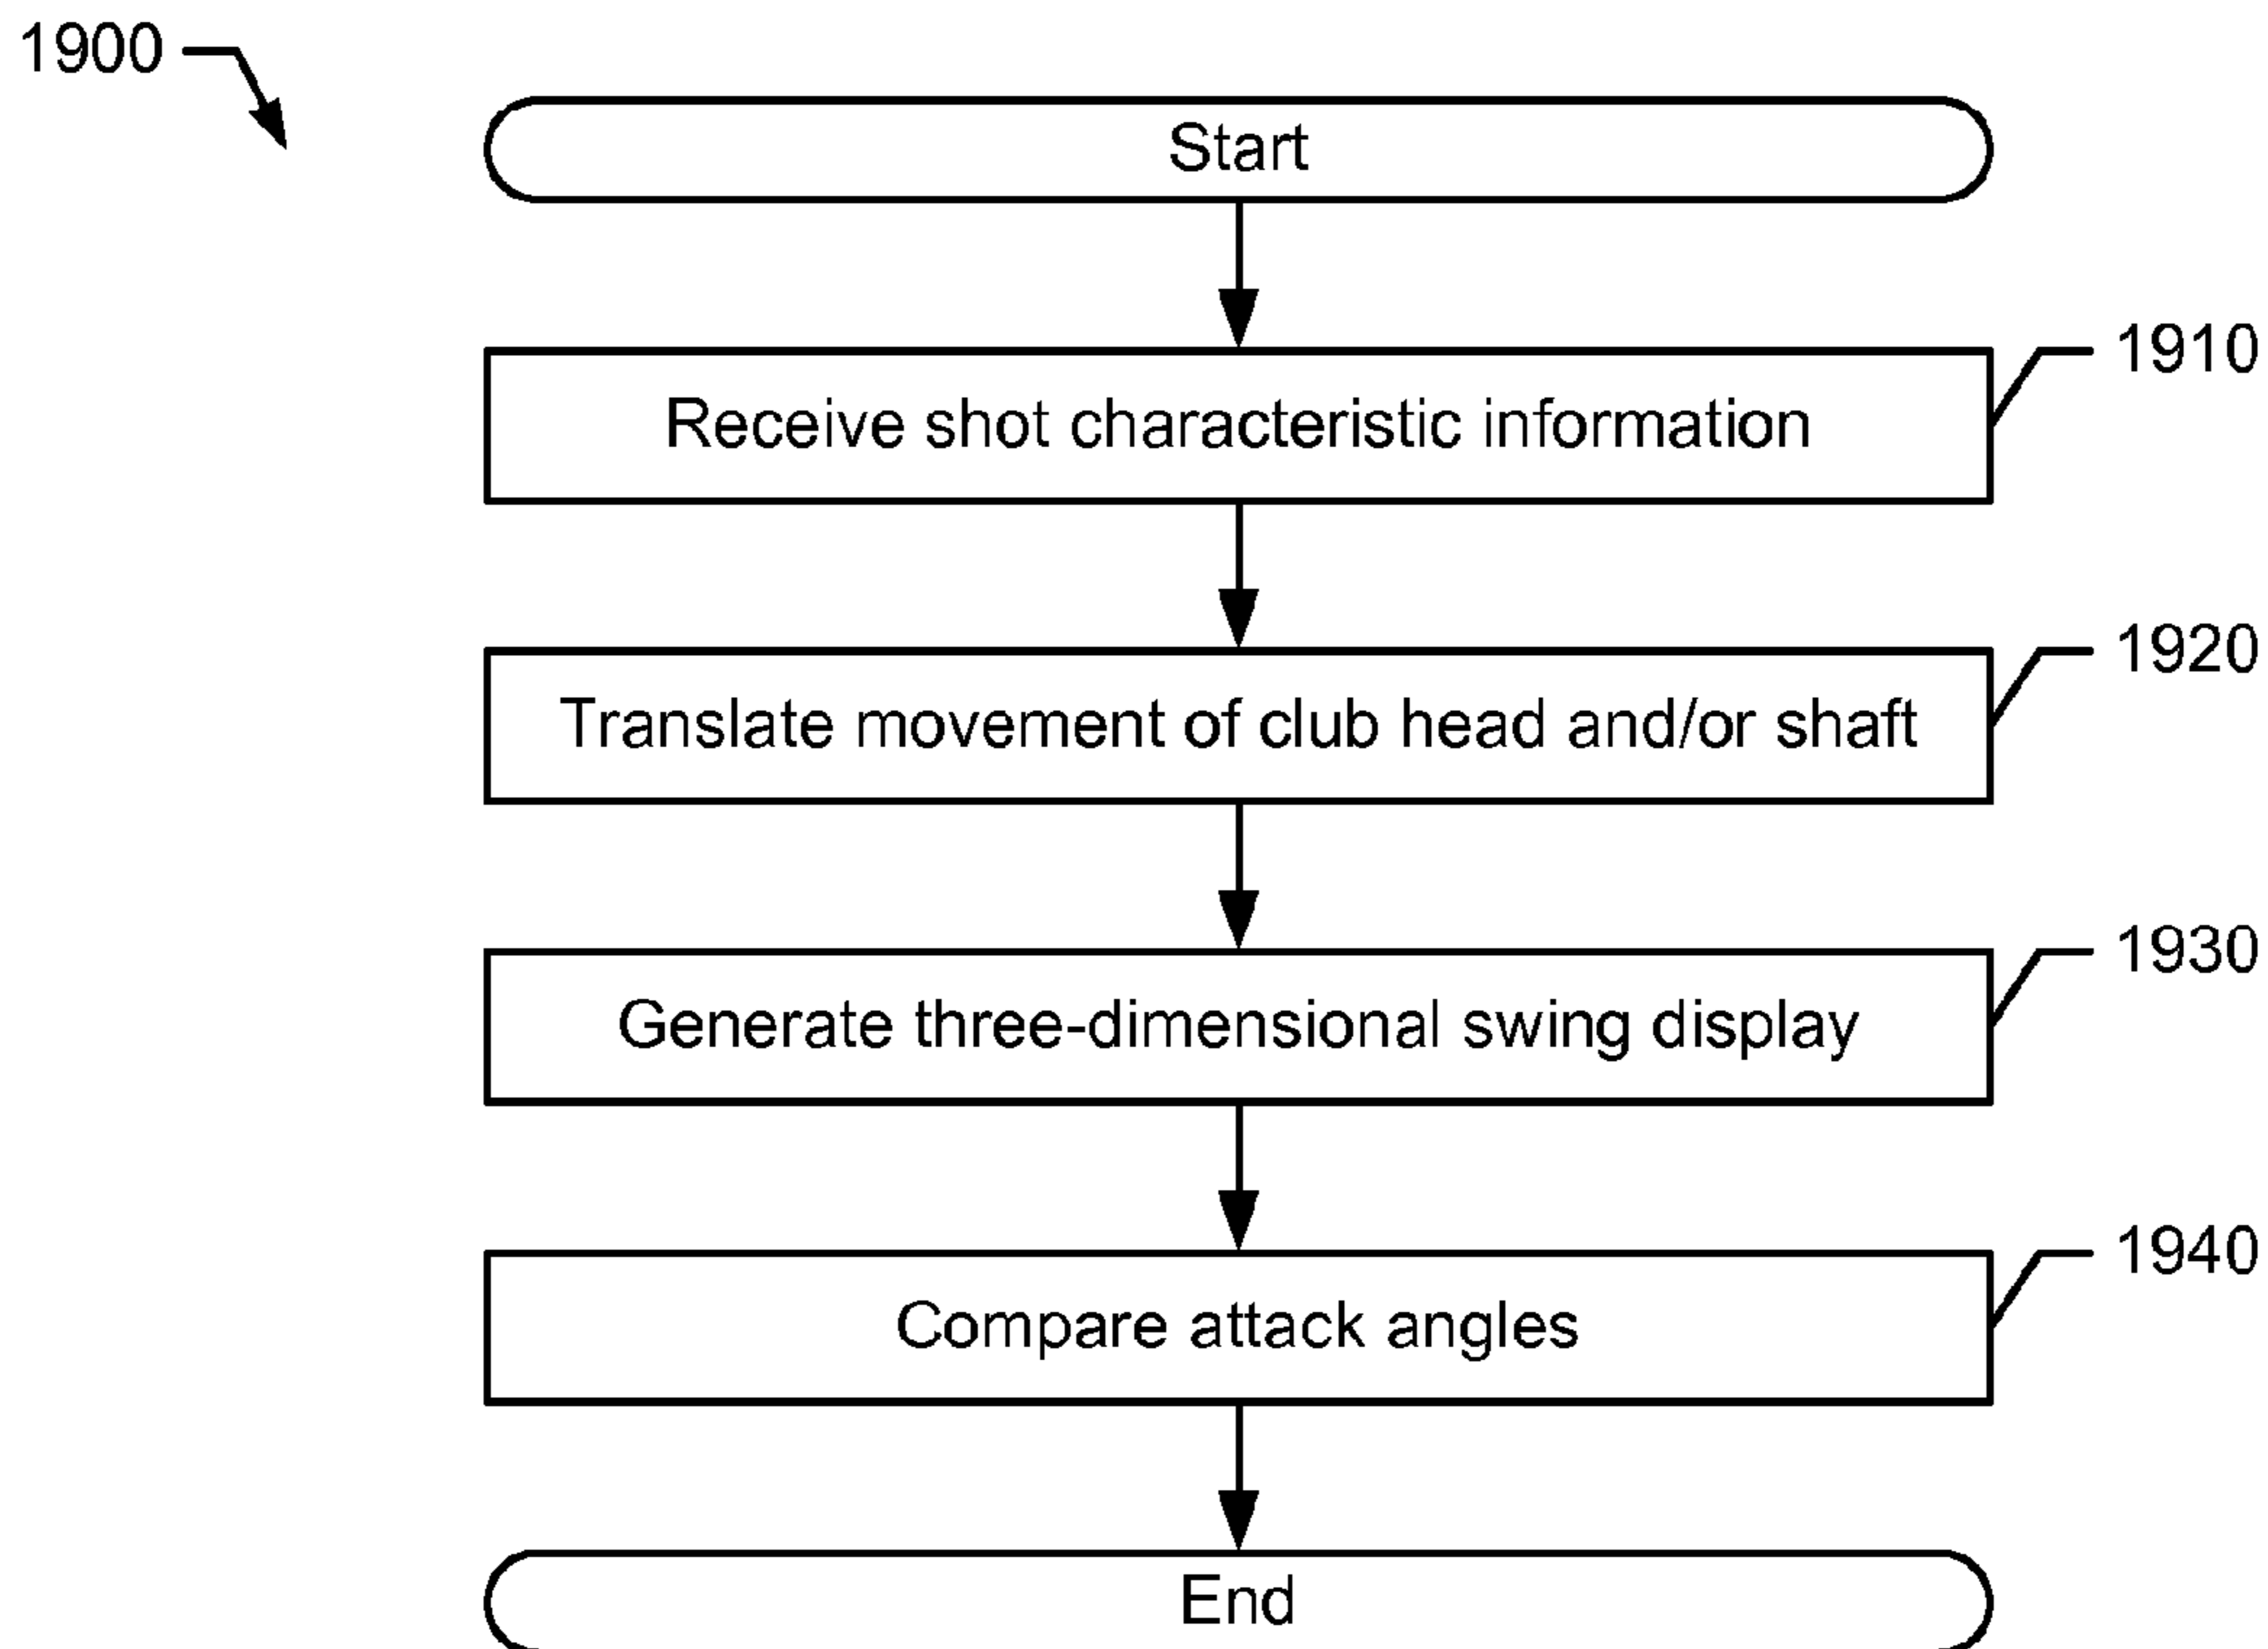 1900
Start
1910
Receive shot characteristic information
1920
Translate movement of club head and/or shaft
1930
Generate three-dimensional swing display
1940
Compare attack angles
End